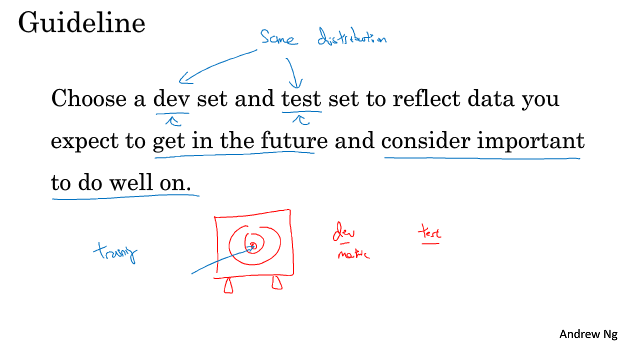 Guideline
Same distribution
Choose a dev set and test set to reflect data you
expect to get in the future and consider important
to do well on.
dev test
metric
Andrew Ng